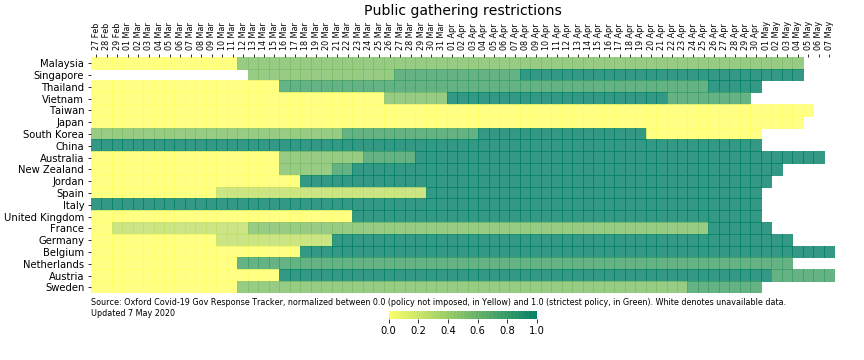 Public gathering restrictions
27 Feb
28 Feb
29 Feb
01 Mar
02 Mar
03 Mar
04 Mar
05 Mar
06 Mar
07 Mar
08 Mar
09 Mar
10 Mar
11 Mar
12 Mar
13 Mar
14 Mar
15 Mar
16 Mar
17 Mar
18 Mar
19 Mar
20 Mar
21 Mar
22 Mar
23 Mar
24 Mar
25 Mar
26 Mar
27 Mar
28 Mar
29 Mar
30 Mar
31 Mar
01 Apr
02 Apr
03 Apr
04 Apr
05 Apr
06 Apr
07 Apr
08 Apr
09 Apr
10 Apr
11 Apr
12 Apr
13 Apr
14 Apr
15 Apr
16 Apr
17 Apr
18 Apr
19 Apr
20 Apr
21 Apr
22 Apr
23 Apr
24 Apr
25 Apr
26 Apr
27 Apr
28 Apr
29 Apr
30 Apr
01 May
02 May
03 May
04 May
05 May
06 May
07 May
Malaysia
Singapore
Thailand
Vietnam
Taiwan
Japan
South Korea
China
Australia
New Zealand
Jordan
Spain
Italy
United Kingdom
France
Germany
Belgium
Netherlands
Austria
Sweden
Source: Oxford Covid-19 Gov Response Tracker, normalized between 0.0 (policy not imposed, in Yellow) and 1.0 (strictest policy, in Green). White denotes unavailable data.
Updated 7 May 2020
0.0 0.2 0.4 0.6 0.8 1.0